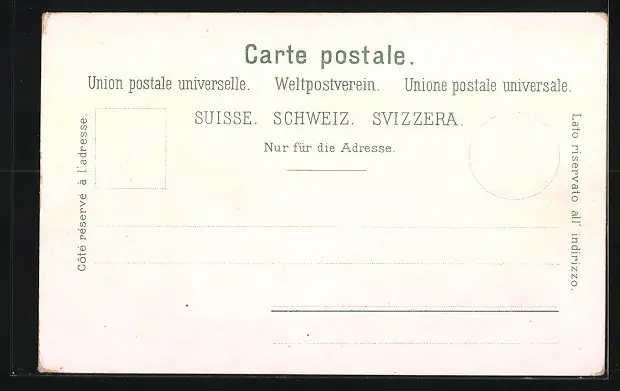 Carte postale.
Union postale universelle. Weltpostverein. Unione postale universale.
SUISSE. SCHWEIZ. SVIZZERA.
Nur für die Adresse.
Côté réservé à l'adresse.
Lato riservato all' indirizzo.